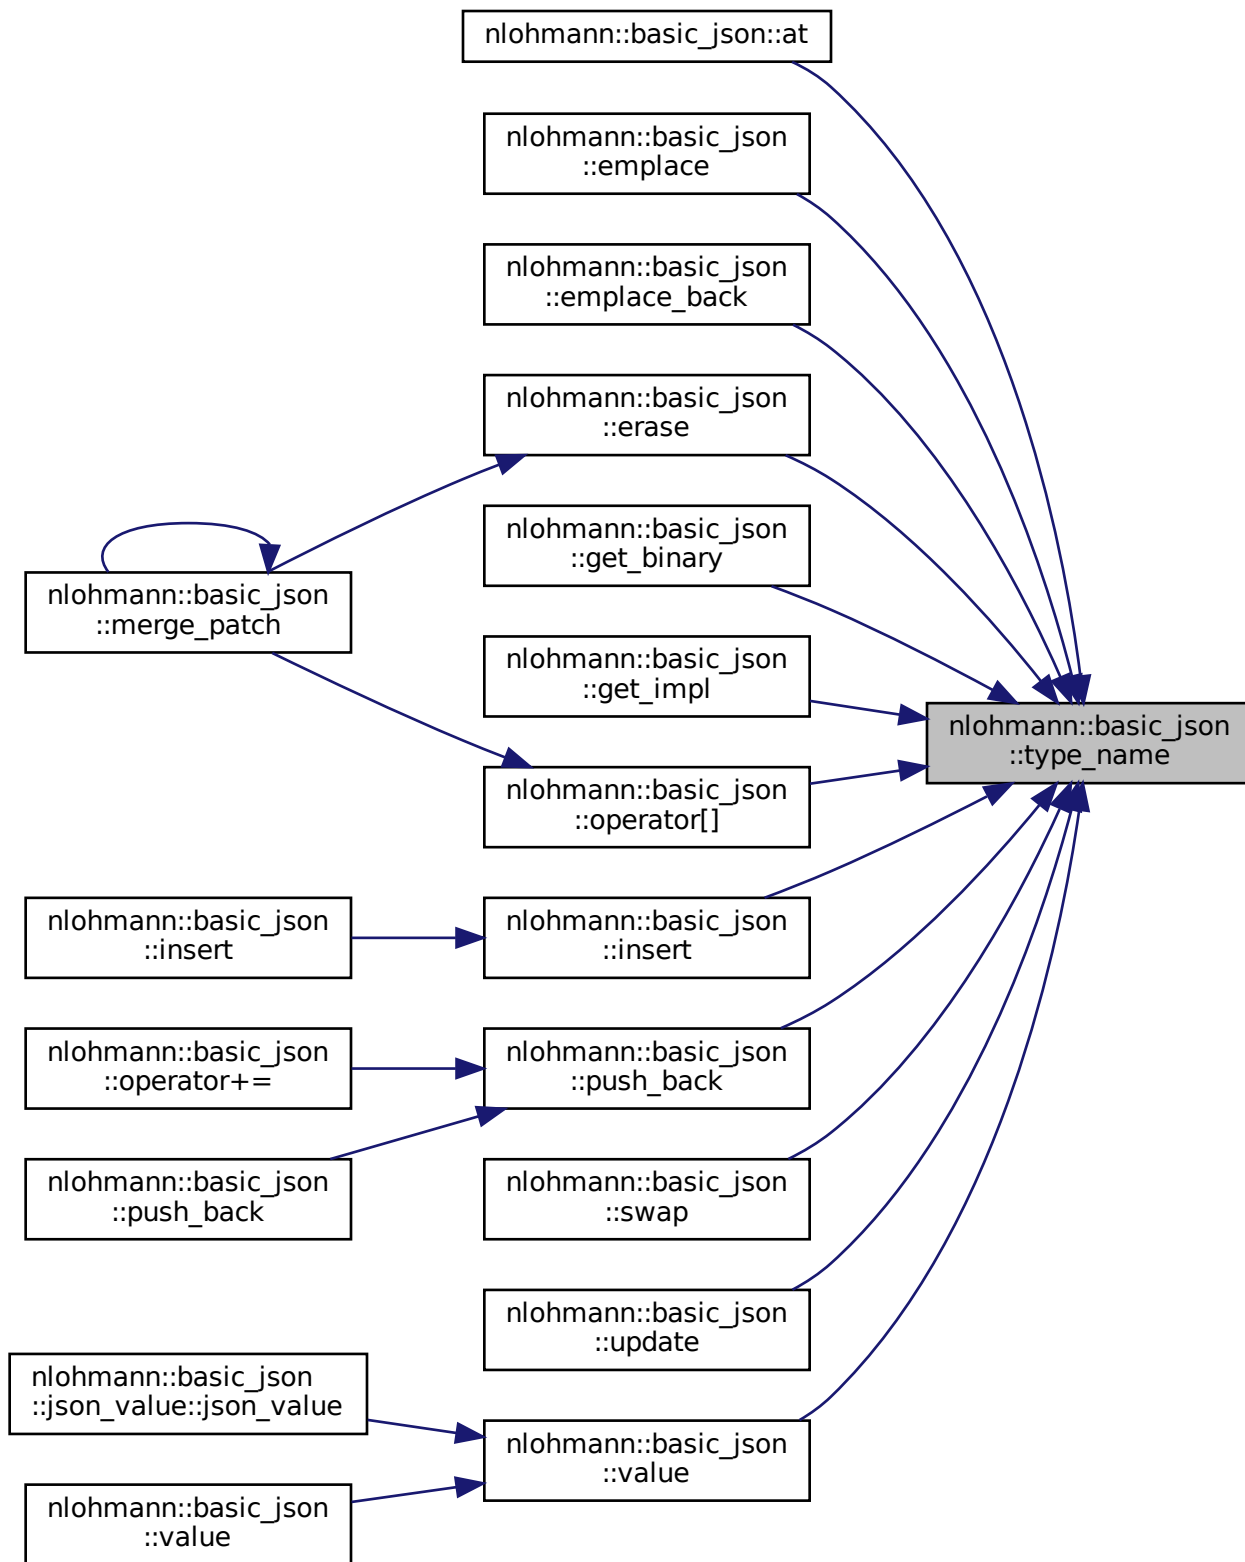 nlohmann::basic_json::at
nlohmann::basic_json
::emplace
nlohmann::basic_json
::emplace_back
nlohmann::basic_json
::erase
nlohmann::basic_json
::get_binary
nlohmann::basic_json
::merge_patch
nlohmann::basic_json
::get_impl
nlohmann::basic_json
::type_name
nlohmann::basic_json
::operator[]
nlohmann::basic_json
::insert
nlohmann::basic_json
::insert
nlohmann::basic_json
::operator+=
nlohmann::basic_json
::push_back
nlohmann::basic_json
::push_back
nlohmann::basic_json
::swap
nlohmann::basic_json
::update
nlohmann::basic_json
::json_value::json_value
nlohmann::basic_json
::value
nlohmann::basic_json
::value